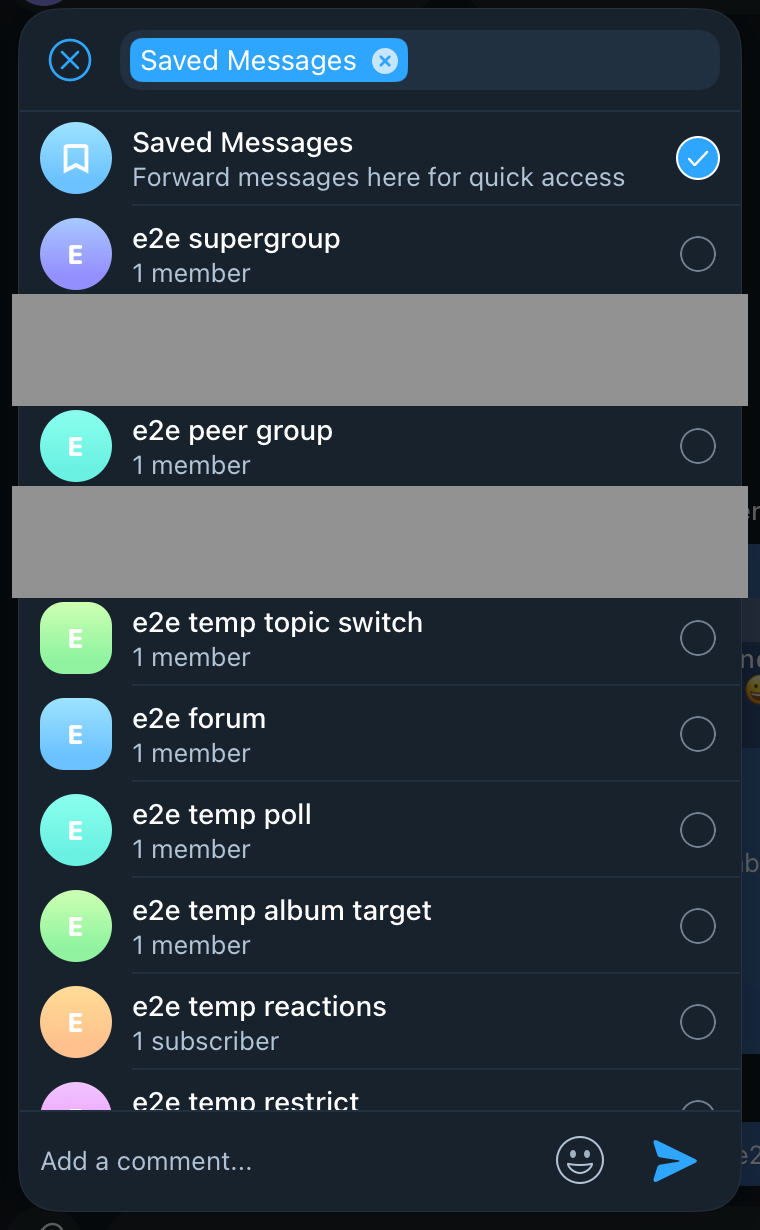 Saved Messages
Saved Messages
Forward messages here for quick access
E
e2e supergroup
1 member
E
e2e peer group
1 member
E
e2e temp topic switch
1 member
E
e2e forum
1 member
E
e2e temp poll
1 member
E
e2e temp album target
1 member
E
e2e temp reactions
1 subscriber
e2e temp restrict
Add a comment...